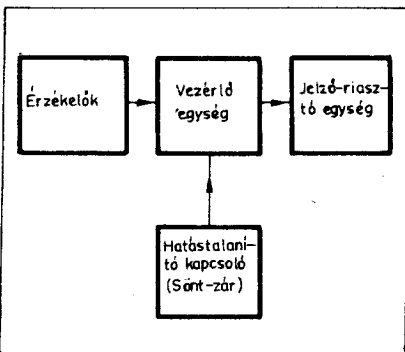 Érzékelők
Vezérlő
egység
Jelző-riasz-
tó egység
Hatástalaní-
tó kapcsoló
(Sönt-zár)